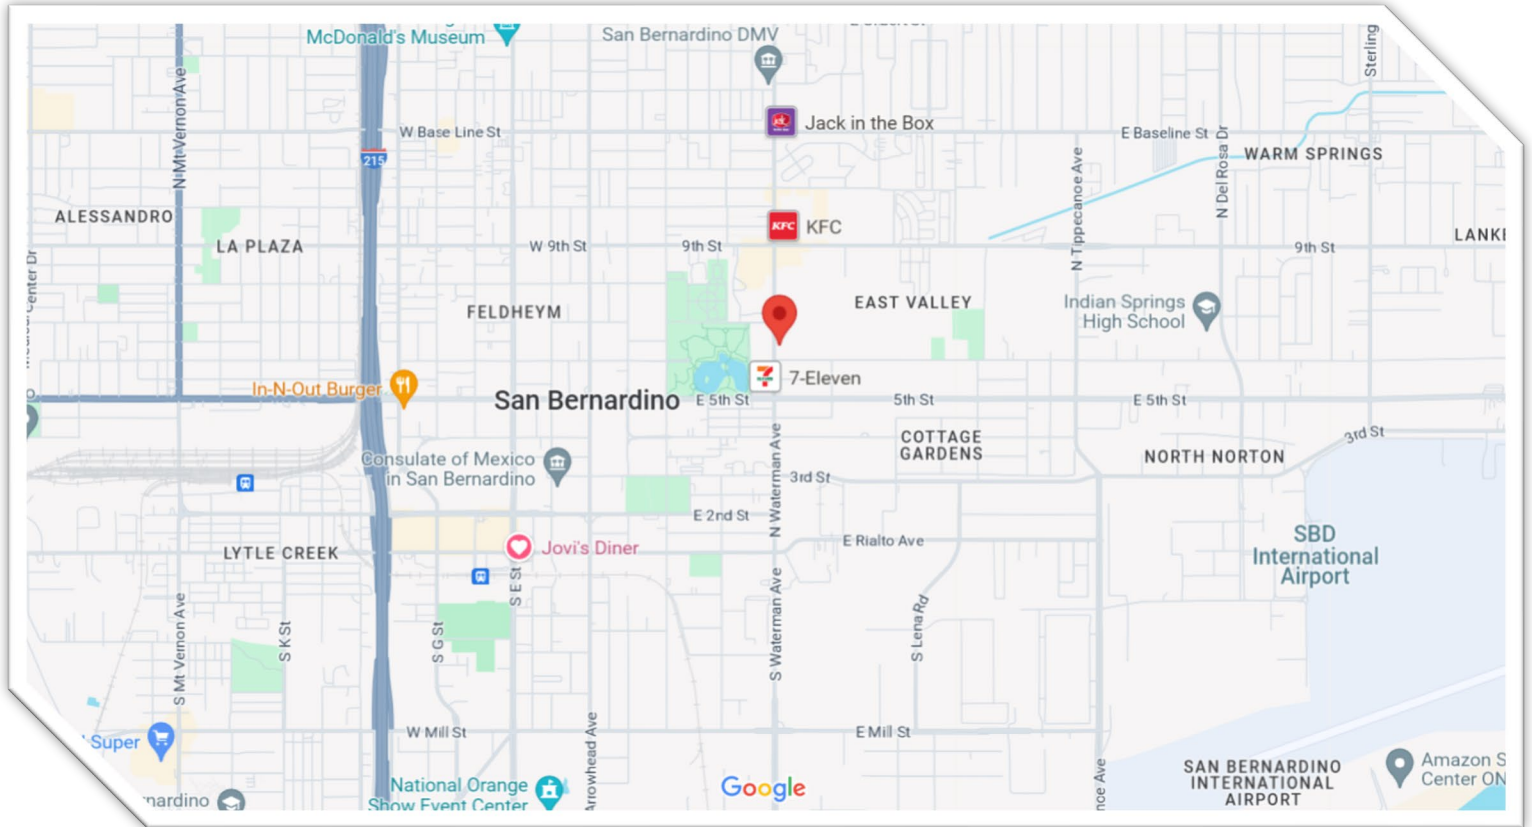 McDonald's Museum
San Bernardino DMV
Sterling
N Mt Vernon Ave
W Base Line St
Jack in the Box
E Baseline St
215
N Tippecanoe Ave
N Del Rosa Dr
WARM SPRINGS
ALESSANDRO
LA PLAZA
KFC
KFC
W 9th St
9th St
9th St
FELDHEYM
EAST VALLEY
Indian Springs
High School
In-N-Out Burger
7-Eleven
San Bernardino
E 5th St
5th St
E 5th St
COTTAGE
GARDENS
3rd St
NORTH NORTON
Consulate of Mexico
in San Bernardino
N Waterman Ave
3rd St
E 2nd St
LYTLE CREEK
Jovi's Diner
E Rialto Ave
SBD
International
Airport
S E St
S Mt Vernon Ave
S K St
S G St
S Waterman Ave
S Lena Rd
W Mill St
E Mill St
Super
Arrowhead Ave
National Orange
Show Event Center
Google
SAN BERNARDINO
INTERNATIONAL
AIRPORT
Amazon S
Center ON